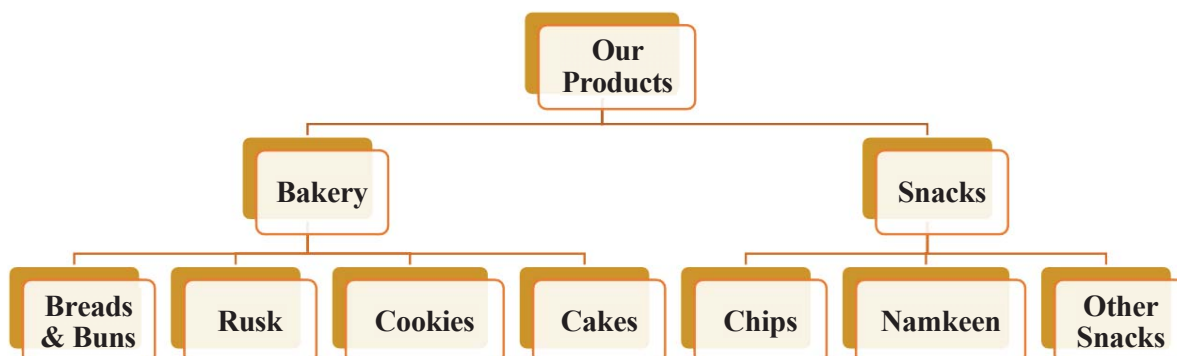 Our
Products
Bakery
Snacks
Breads
& Buns
Rusk
Cookies
Cakes
Chips
Namkeen
Other
Snacks